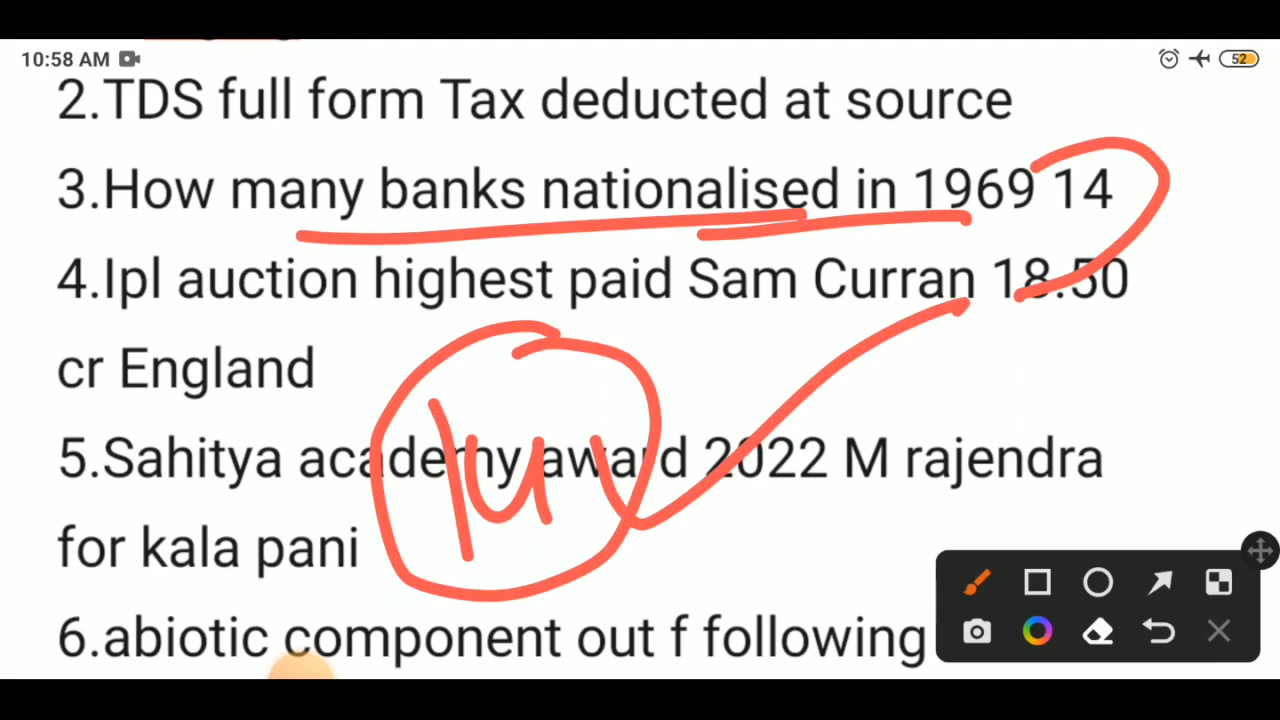 10:58 AM
52
2.TDS full form Tax deducted at source
3.How many banks nationalised in 1969 14
4.Ipl auction highest paid Sam Curran 18.50
cr England
14
5.Sahitya academy award 2022 M rajendra
for kala pani
6.abiotic component out f following